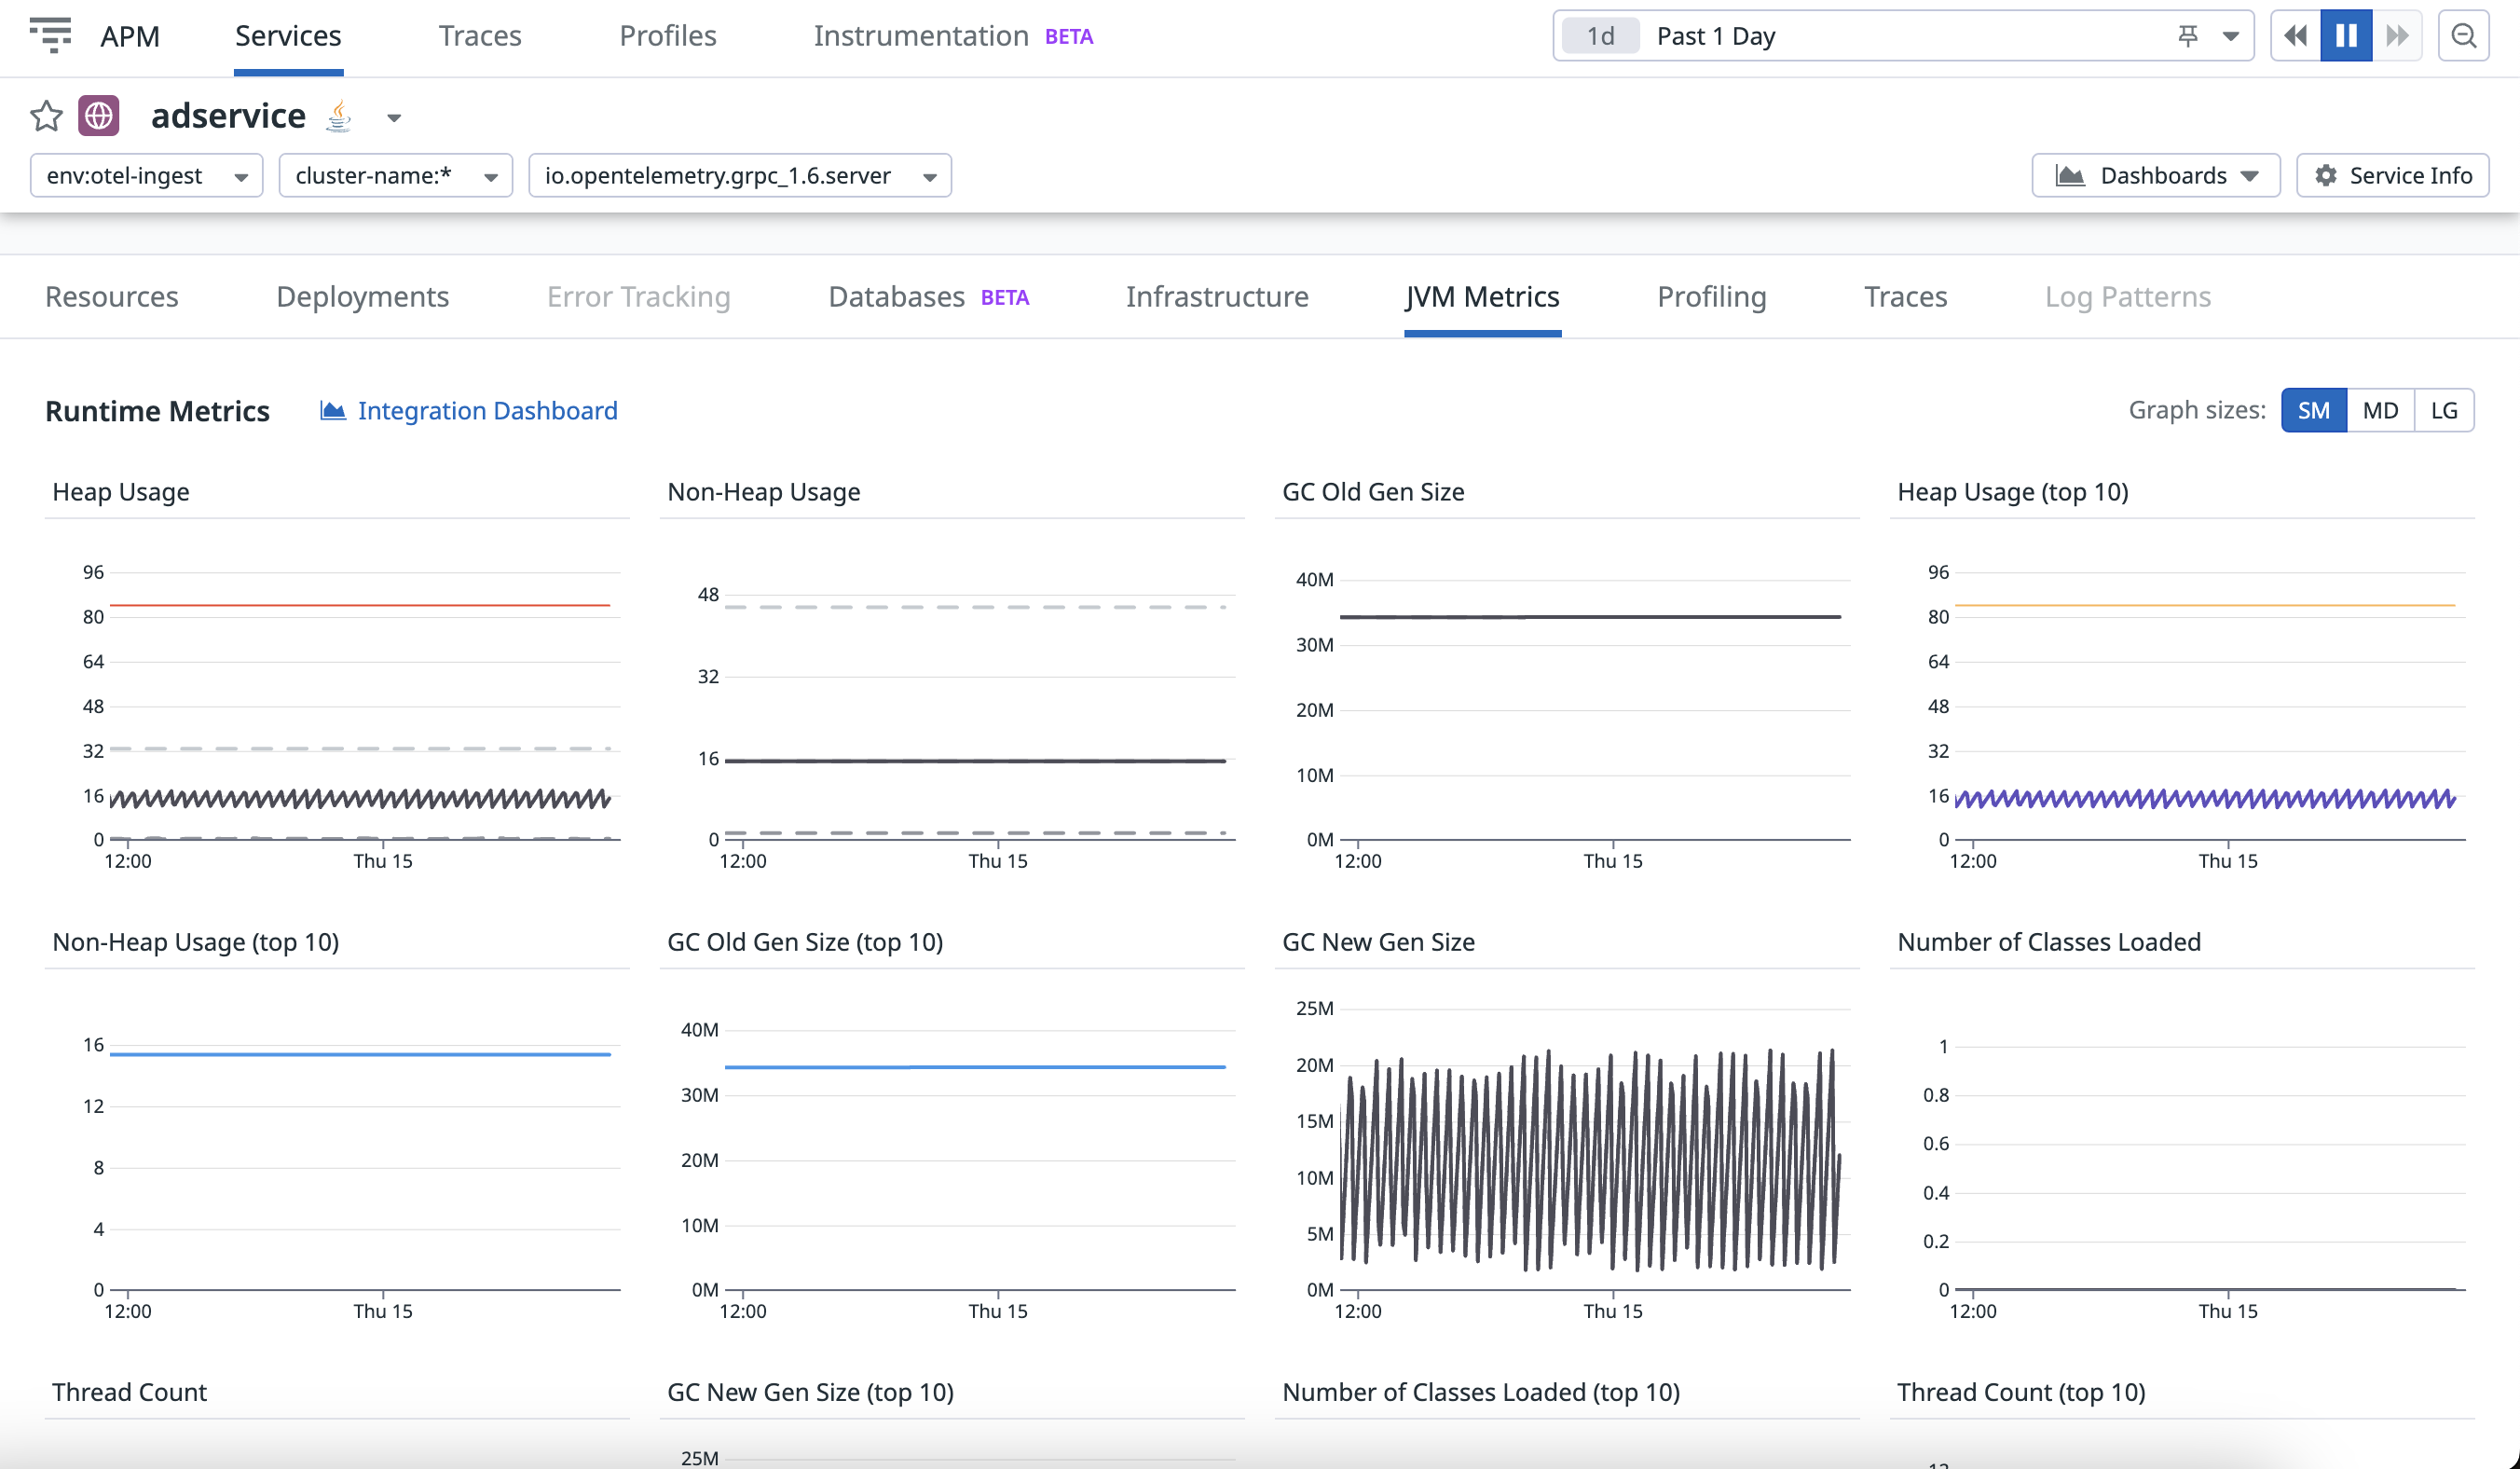 APM Services Traces Profiles Instrumentation BETA 1d Past 1 Day
adservice
env:otel-ingest cluster-name:* io.opentelemetry.grpc_1.6.server Dashboards Service Info
Resources Deployments Error Tracking Databases BETA Infrastructure JVM Metrics Profiling Traces Log Patterns
Runtime Metrics Integration Dashboard Graph sizes: SM MD LG
Heap Usage
96
80
64
48
32
16
0
12:00 Thu 15
Non-Heap Usage
48
32
16
0
12:00 Thu 15
GC Old Gen Size
40M
30M
20M
10M
0M
12:00 Thu 15
Heap Usage (top 10)
96
80
64
48
32
16
0
12:00 Thu 15
Non-Heap Usage (top 10)
16
12
8
4
0
12:00 Thu 15
GC Old Gen Size (top 10)
40M
30M
20M
10M
0M
12:00 Thu 15
GC New Gen Size
25M
20M
15M
10M
5M
0M
12:00 Thu 15
Number of Classes Loaded
1
0.8
0.6
0.4
0.2
0
12:00 Thu 15
Thread Count
GC New Gen Size (top 10)
25M
Number of Classes Loaded (top 10)
Thread Count (top 10)